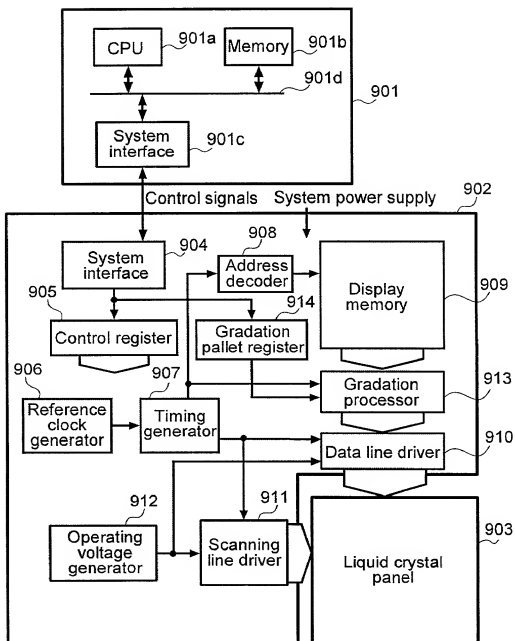 CPU
901a
Memory
901b
901d
901
System
interface
901c
Control signals
System power supply
902
System
interface
904
908
Address
decoder
Display
memory
909
905
Control register
914
Gradation
pallet register
906
Reference
clock
generator
907
Timing
generator
Gradation
processor
913
Data line driver
910
912
Operating
voltage
generator
911
Scanning
line driver
Liquid crystal
panel
903